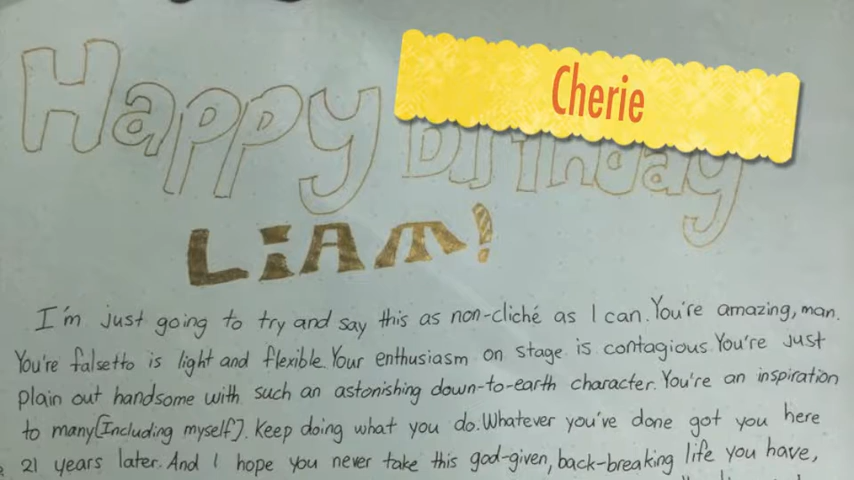 Cherie
Happy Birthday
LiAM!
I'm just going to try and say this as non-cliché as I can. You're amazing, man.
You're falsetto is light and flexible. Your enthusiasm on stage is contagious. You're just
plain out handsome with such an astonishing down-to-earth character. You're an inspiration
to many [Including myself]. Keep doing what you do. Whatever you've done got you here
21 years later. And I hope you never take this god-given, back-breaking life you have,